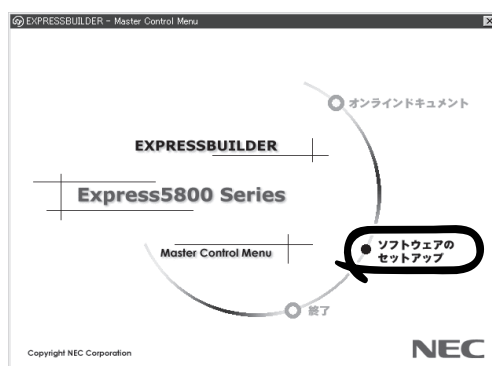 EXPRESSBUILDER - Master Control Menu
オンラインドキュメント
EXPRESSBUILDER
Express5800 Series
Master Control Menu
ソフトウェアの
セットアップ
終了
Copyright NEC Corporation
NEC